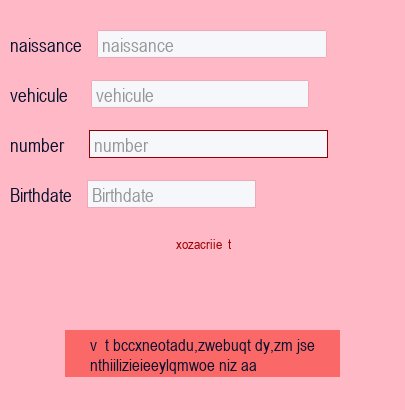 naissance naissance
vehicule vehicule
number number
Birthdate Birthdate
xozacriie t
v t bccxneotadu,zwebuqt dy,zm jse
nthiilizieieeylqmwoe niz aa